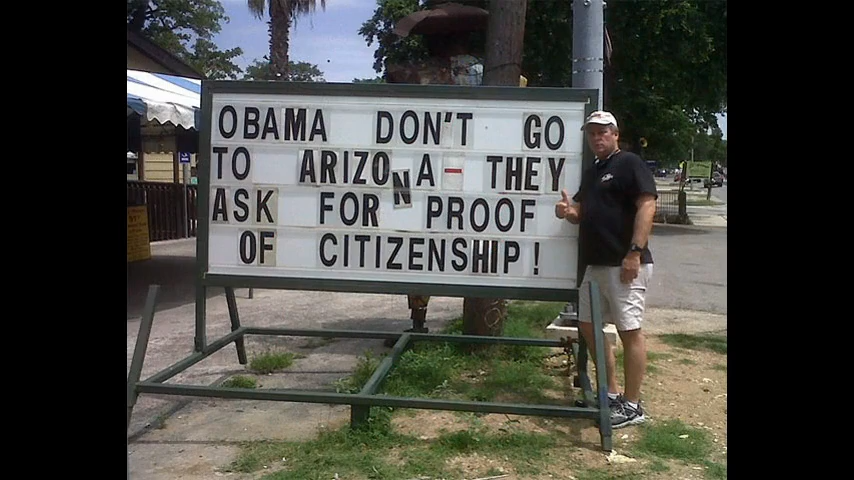 OBAMA DON'T GO
TO ARIZONA - THEY
ASK FOR PROOF
OF CITIZENSHIP!